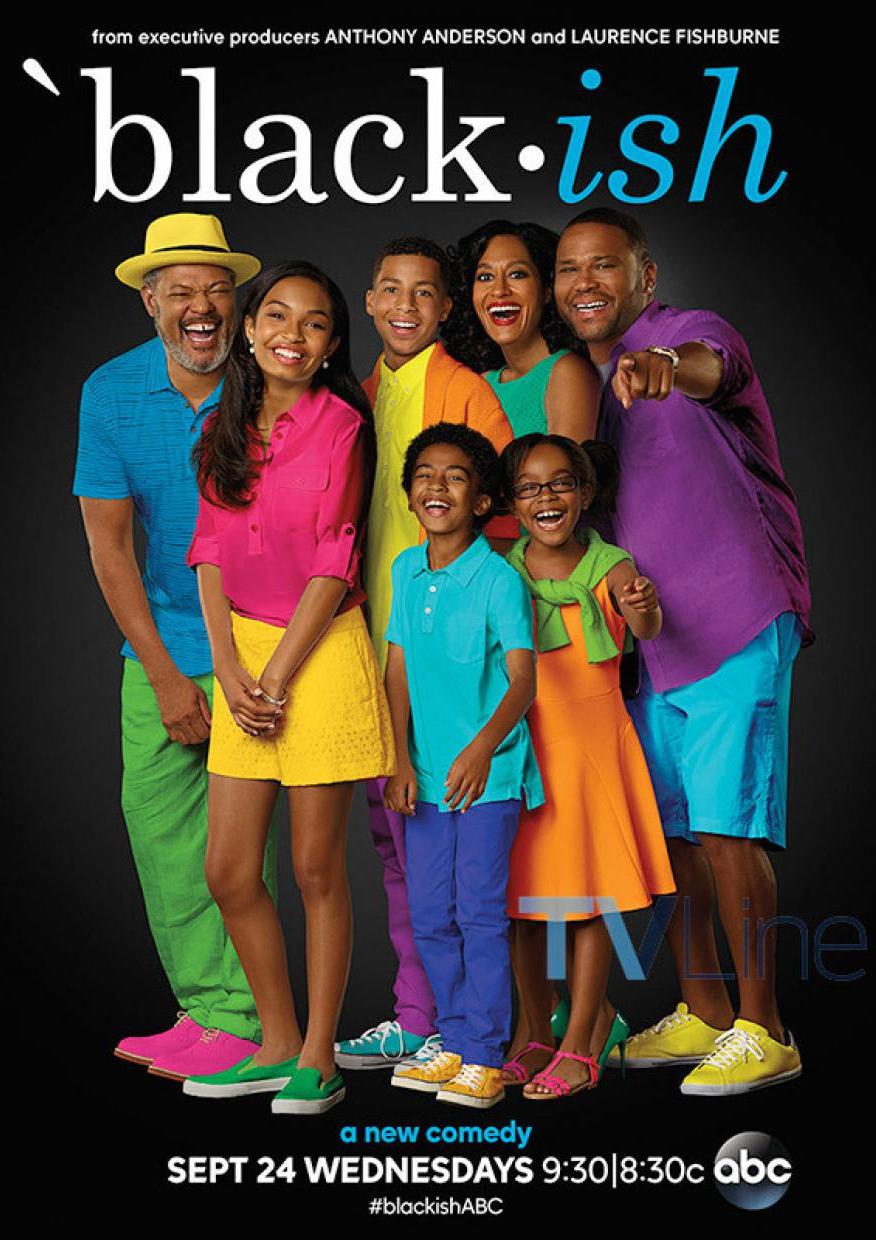 from executive producers ANTHONY ANDERSON and LAURENCE FISHBURNE
`black•ish
TVLine
a new comedy
SEPT 24 WEDNESDAYS 9:30|8:30c abc
#blackishABC